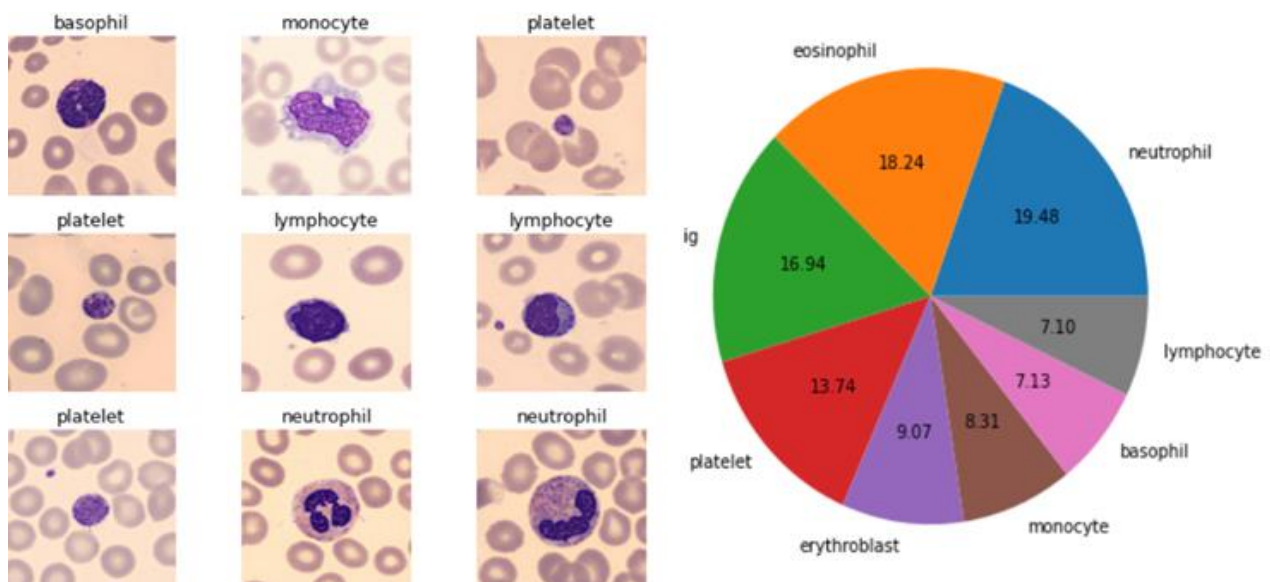 basophil
monocyte
platelet
platelet
lymphocyte
lymphocyte
platelet
neutrophil
neutrophil
eosinophil
neutrophil
18.24
19.48
ig
16.94
7.10
lymphocyte
13.74
7.13
9.07
8.31
platelet
basophil
monocyte
erythroblast